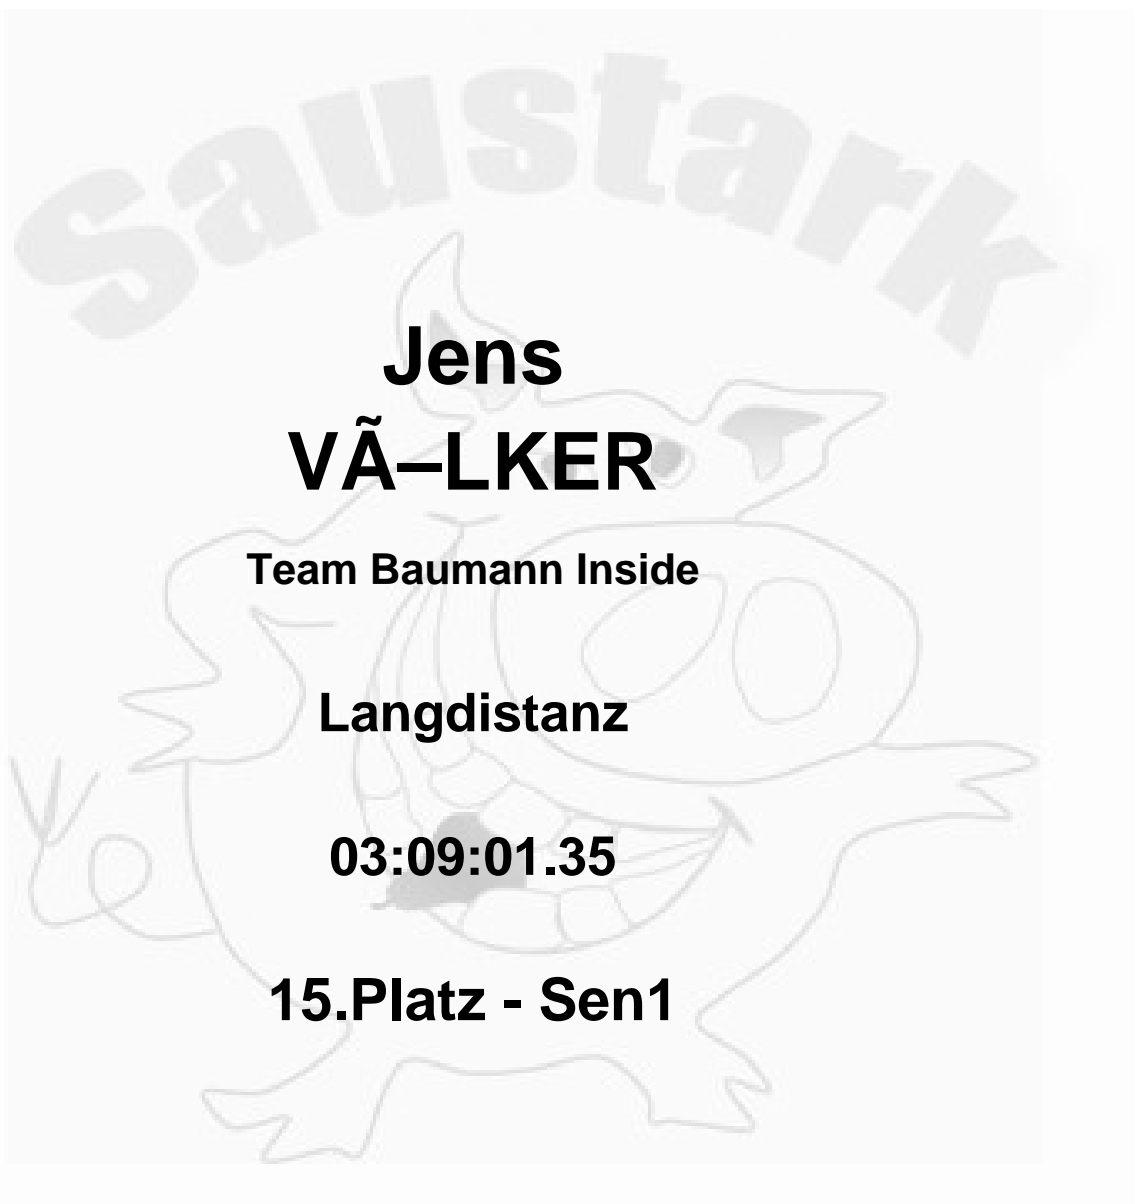 Saustark
Jens
VÃ–LKER
Team Baumann Inside
Langdistanz
03:09:01.35
15.Platz - Sen1